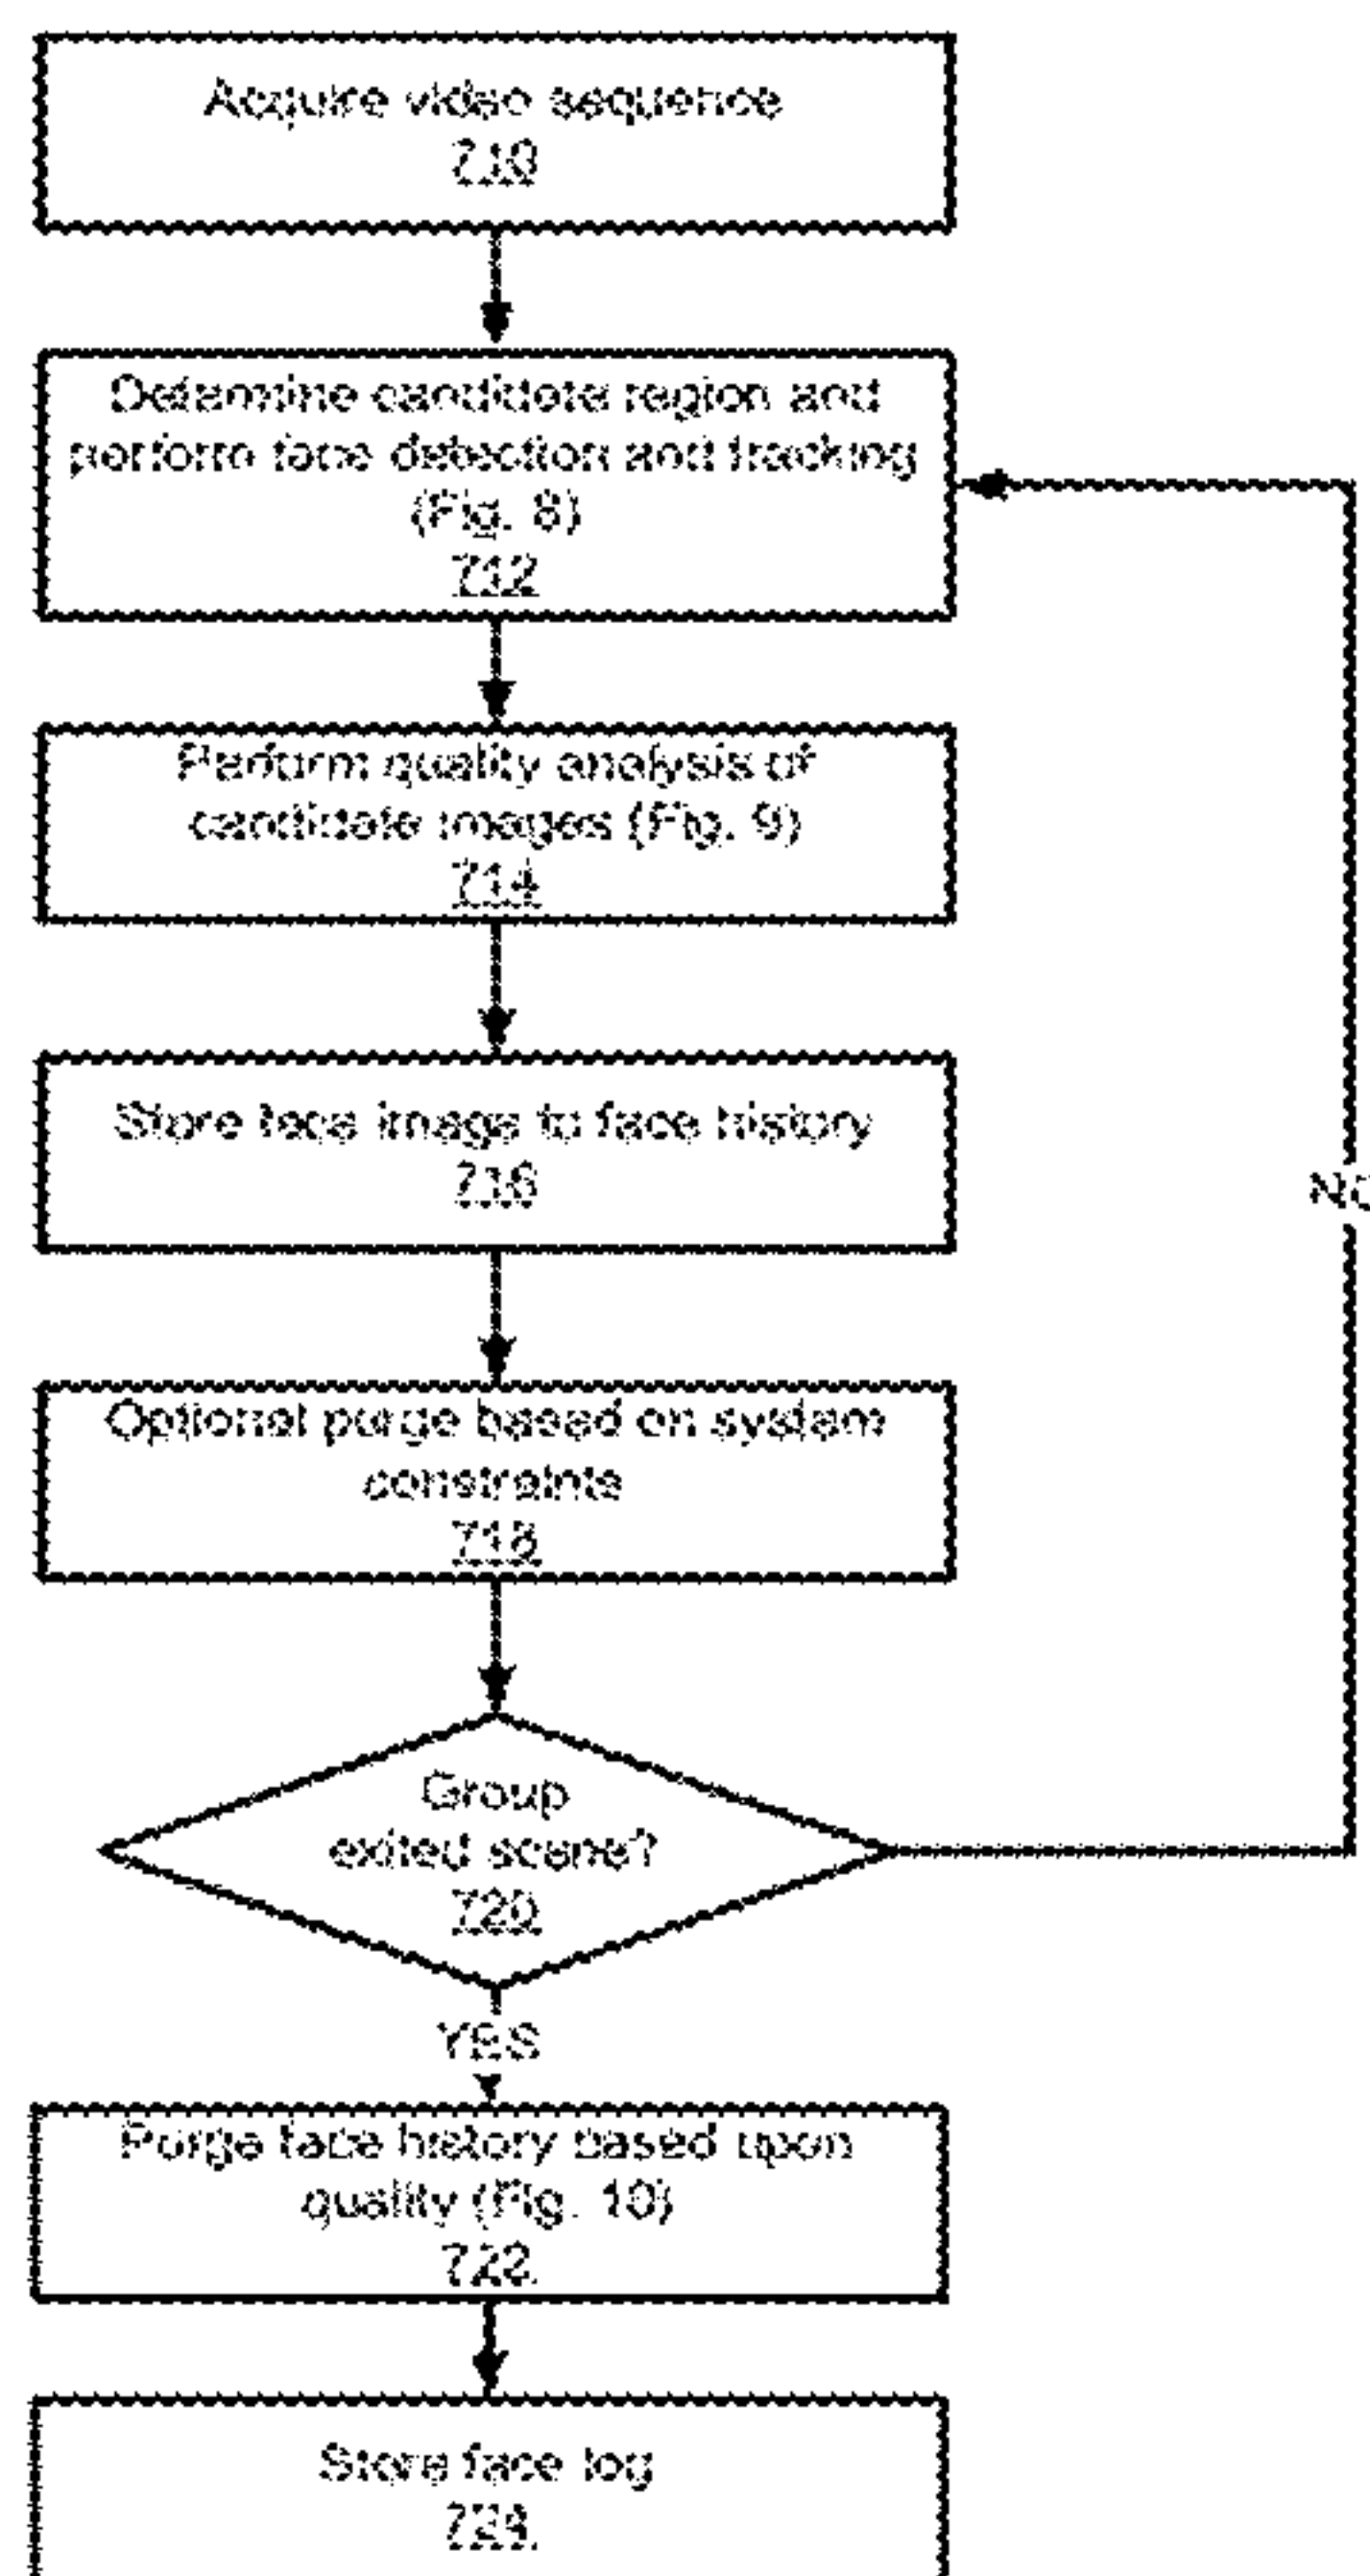 Acquire video sequence
710
Determine candidate region and
perform face detection and tracking
(Fig. 8)
712
Perform quality analysis of
candidate images (Fig. 9)
714
Store face image to face history
716
NO
Optional purge based on system
constraints
718
Group
exited scene?
720
YES
Purge face history based upon
quality (Fig. 10)
722
Store face log
724